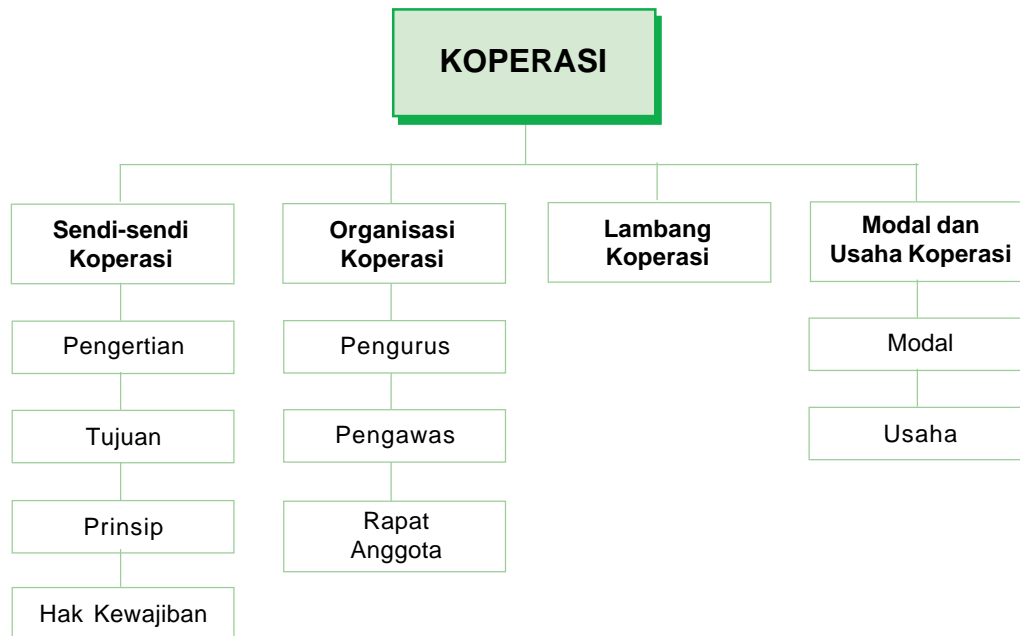 KOPERASI
Sendi-sendi
Koperasi
Pengertian
Tujuan
Prinsip
Hak Kewajiban
Organisasi
Koperasi
Pengurus
Pengawas
Rapat
Anggota
Lambang
Koperasi
Modal dan
Usaha Koperasi
Modal
Usaha